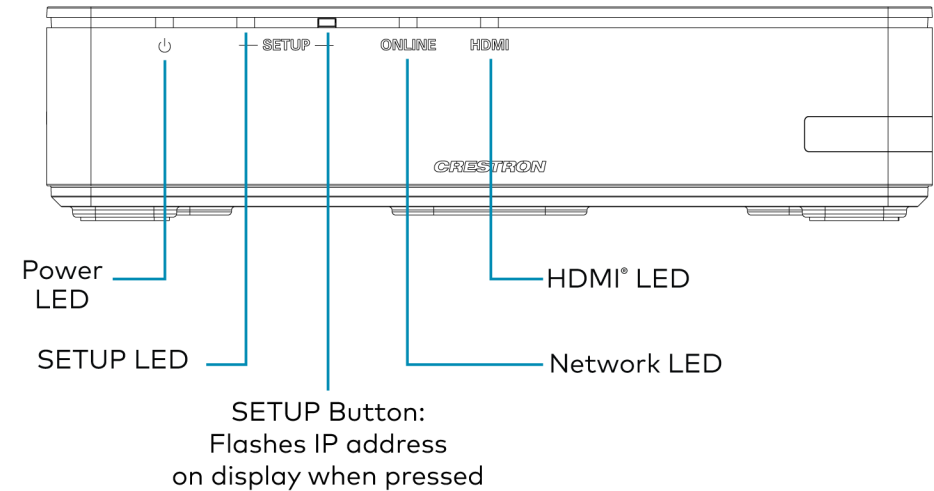 SETUP ONLINE HDMI
CRESTRON
Power
LED
HDMI® LED
SETUP LED
Network LED
SETUP Button:
Flashes IP address
on display when pressed